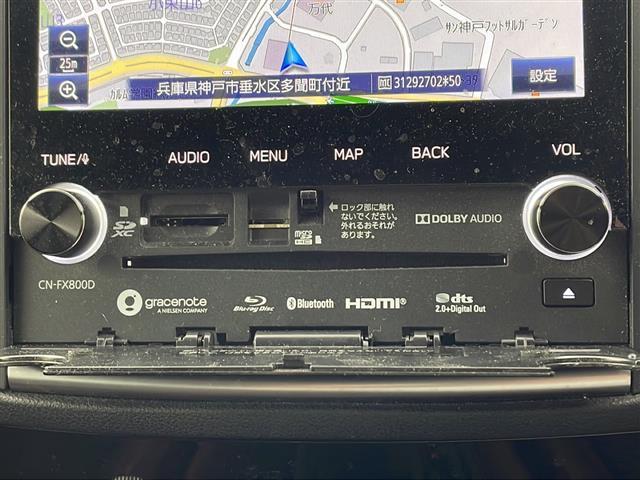 万代
サン神戸フットサルガーデン
25m
兵庫県神戸市垂水区多聞町付近
MC 31292702*50
設定
TUNE/
AUDIO
MENU
MAP
BACK
VOL
SD XC
micro SD
←ロック部に触れ
ないでください。
外れるおそれが
あります。
DOLBY AUDIO
CN-FX800D
gracenote
A NIELSEN COMPANY
Blu-ray Disc
Bluetooth
HDMI®
dts
2.0+Digital Out